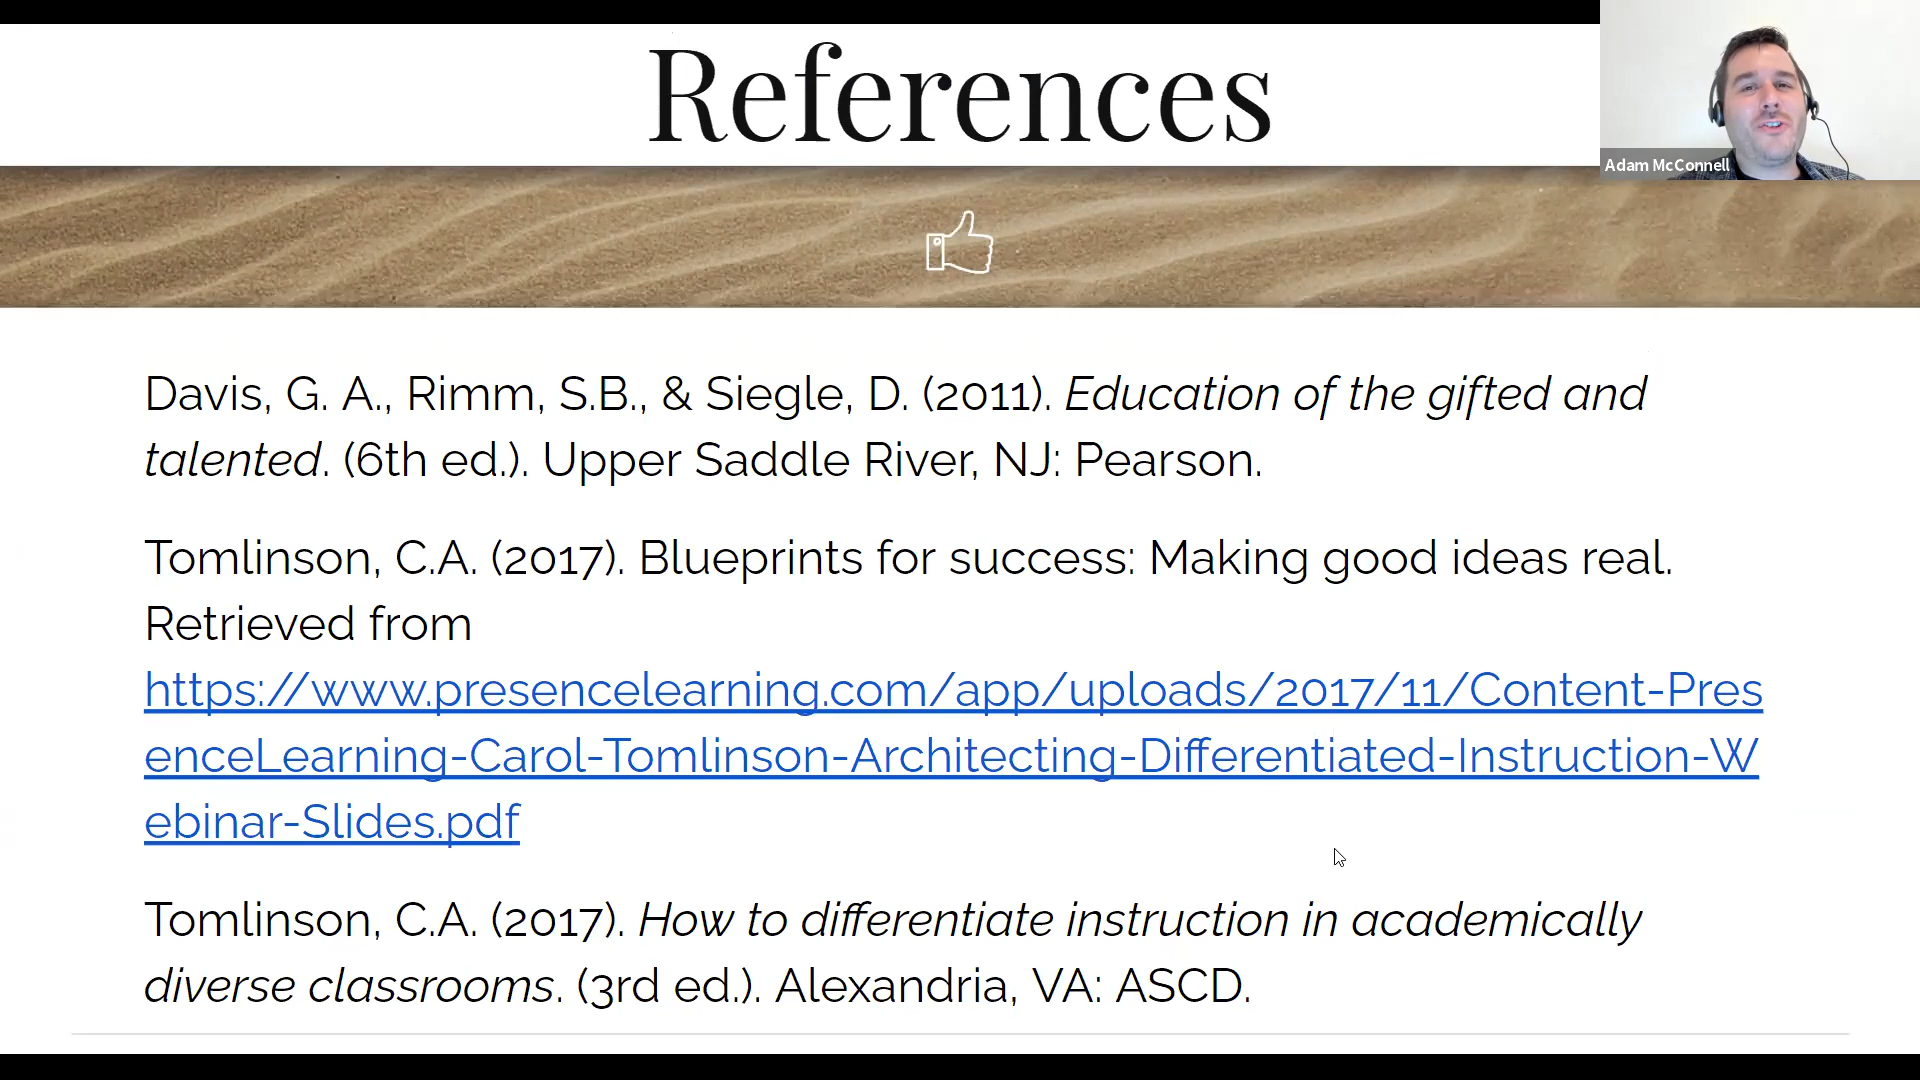 References
Adam McConnell
Davis, G. A., Rimm, S.B., & Siegle, D. (2011). Education of the gifted and
talented. (6th ed.). Upper Saddle River, NJ: Pearson.
Tomlinson, C.A. (2017). Blueprints for success: Making good ideas real.
Retrieved from
https://www.presencelearning.com/app/uploads/2017/11/Content-Pres
enceLearning-Carol-Tomlinson-Architecting-Differentiated-Instruction-W
ebinar-Slides.pdf
Tomlinson, C.A. (2017). How to differentiate instruction in academically
diverse classrooms. (3rd ed.). Alexandria, VA: ASCD.